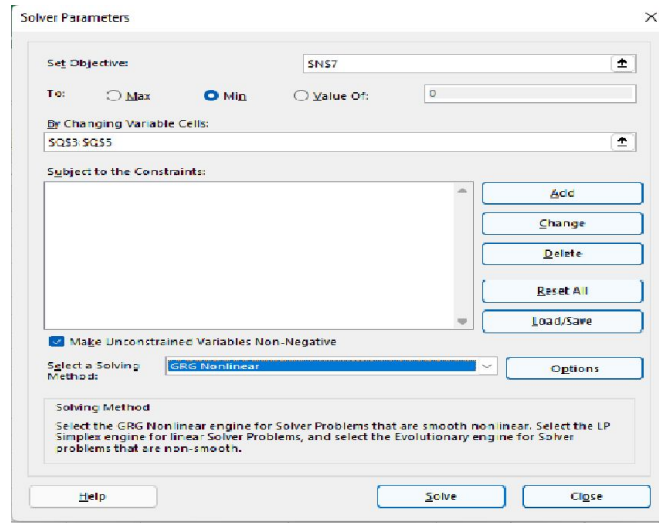 Solver Parameters
Set Objective: $N$7
To: Max Min Value Of: 0
By Changing Variable Cells:
$Q$3:$Q$5
Subject to the Constraints:
Add
Change
Delete
Reset All
Load/Save
Make Unconstrained Variables Non-Negative
Select a Solving Method: GRG Nonlinear Options
Solving Method
Select the GRG Nonlinear engine for Solver Problems that are smooth nonlinear. Select the LP
Simplex engine for linear Solver Problems, and select the Evolutionary engine for Solver
problems that are non-smooth.
Help Solve Close